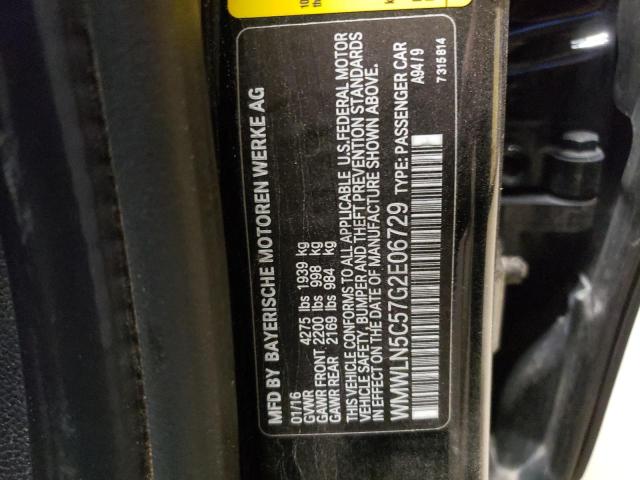 MFD BY BAYERISCHE MOTOREN WERKE AG
01/16
GVWR 4275 lbs 1939 kg
GAWR FRONT 2200 lbs 998 kg
GAWR REAR 2169 lbs 984 kg
THIS VEHICLE CONFORMS TO ALL APPLICABLE U.S.FEDERAL MOTOR
VEHICLE SAFETY, BUMPER AND THEFT PREVENTION STANDARDS
IN EFFECT ON THE DATE OF MANUFACTURE SHOWN ABOVE.
WMWLN5C57G2E06729 TYPE: PASSENGER CAR
A94/9
7 315 814